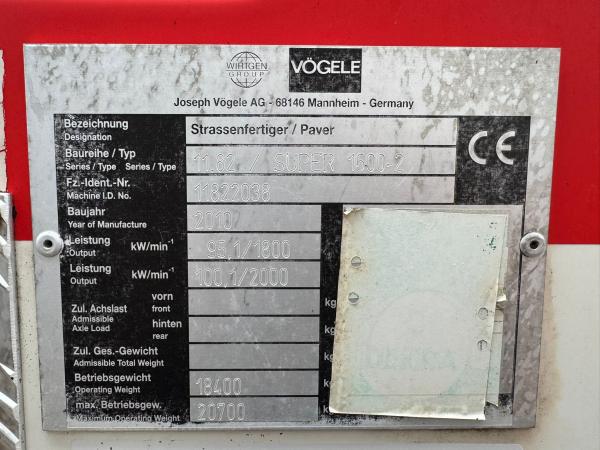 WIRTGEN
GROUP
VÖGELE
Joseph Vögele AG - 68146 Mannheim - Germany
Bezeichnung
Designation
Strassenfertiger / Paver
Baureihe / Typ
Series / Type Series / Type
11.82 / SUPER 1600-2
Fz.-Ident.-Nr.
Machine I.D. No.
11822038
CE
Baujahr
Year of Manufacture
2010
Leistung
Output
kW/min-1
95,1/1800
Leistung
Output
kW/min-1
100,1/2000
Zul. Achslast
Admissible
Axle Load
vorn
front
kg
hinten
rear
kg
Zul. Ges.-Gewicht
Admissible Total Weight
kg
Betriebsgewicht
Operating Weight
18400
k
max. Betriebsgew.
Maximum Operating Weight
20700